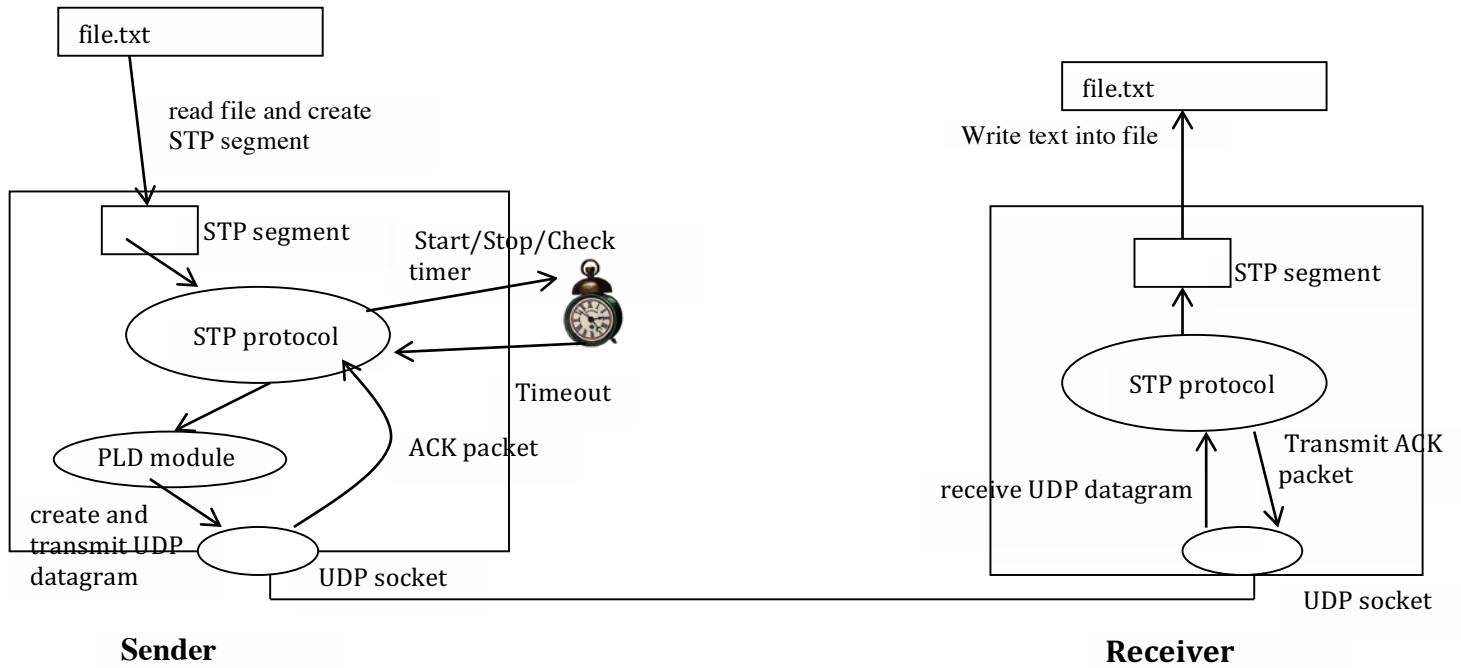 file.txt
read file and create
STP segment
STP segment
Start/Stop/Check
timer
STP protocol
Timeout
PLD module
ACK packet
create and
transmit UDP
datagram
UDP socket
Sender
file.txt
Write text into file
STP segment
STP protocol
Transmit ACK
packet
receive UDP datagram
UDP socket
Receiver